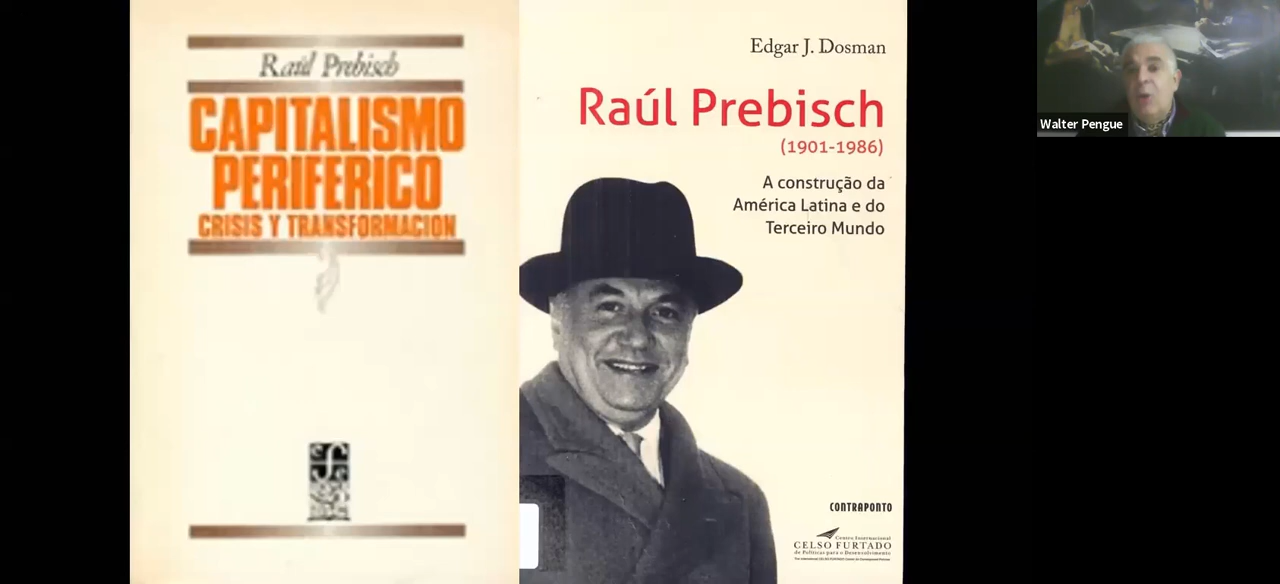 Raúl Prebisch
CAPITALISMO
PERIFERICO
CRISIS Y TRANSFORMACION
Edgar J. Dosman
Raúl Prebisch
(1901-1986)
A construção da
América Latina e do
Terceiro Mundo
CONTRAPONTO
Centro Internacional
CELSO FURTADO
de Políticas para o Desenvolvimento
Walter Pengue